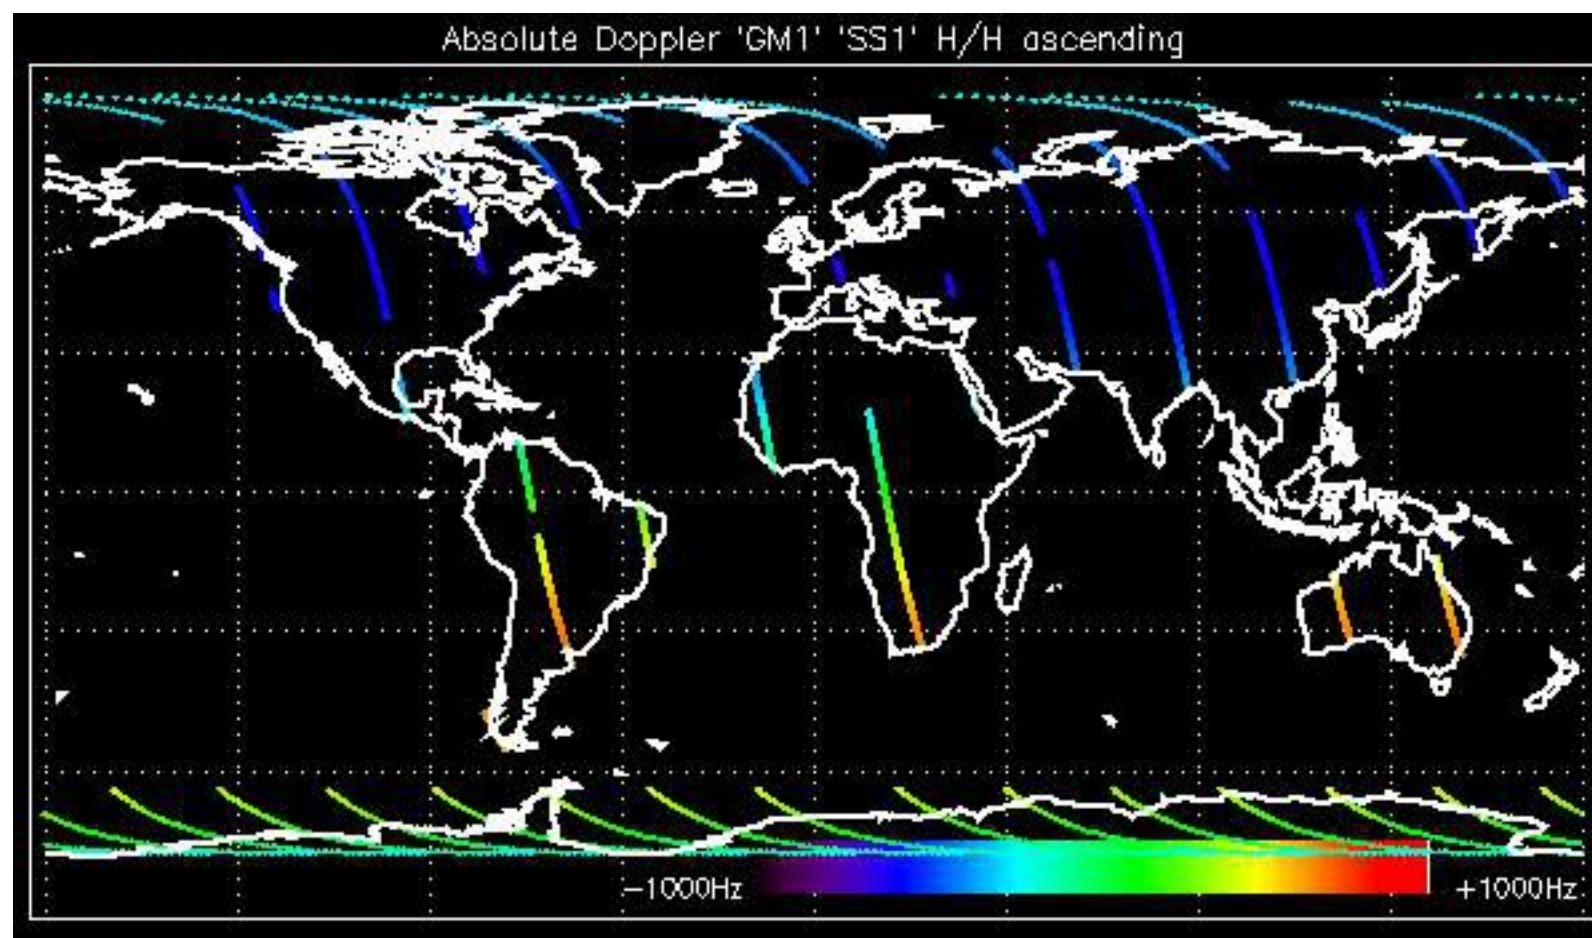 Absolute Doppler 'GM1' 'SS1' H/H ascending
−1000Hz
+1000Hz